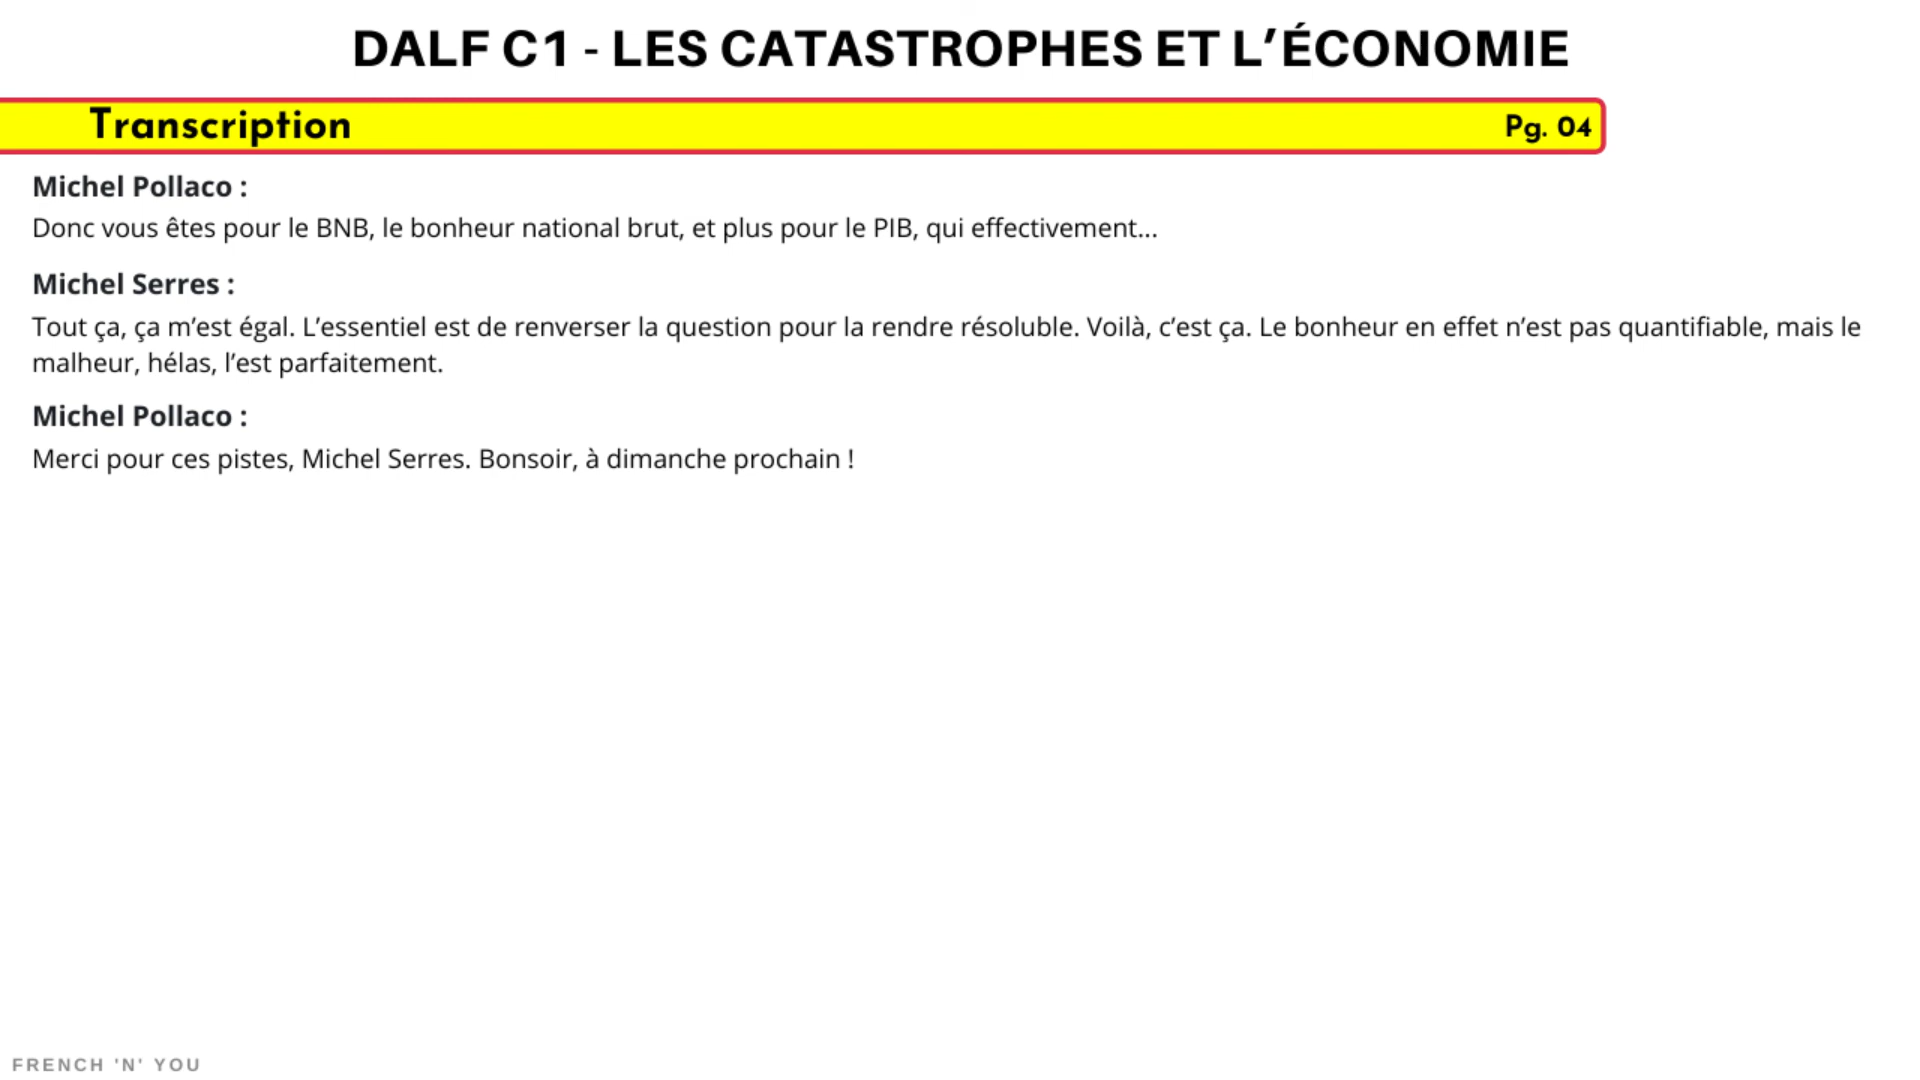 DALF C1 - LES CATASTROPHES ET L’ÉCONOMIE
Transcription
Pg. 04
Michel Pollaco :
Donc vous êtes pour le BNB, le bonheur national brut, et plus pour le PIB, qui effectivement...
Michel Serres :
Tout ça, ça m’est égal. L’essentiel est de renverser la question pour la rendre résoluble. Voilà, c’est ça. Le bonheur en effet n’est pas quantifiable, mais le
malheur, hélas, l’est parfaitement.
Michel Pollaco :
Merci pour ces pistes, Michel Serres. Bonsoir, à dimanche prochain !
FRENCH 'N' YOU